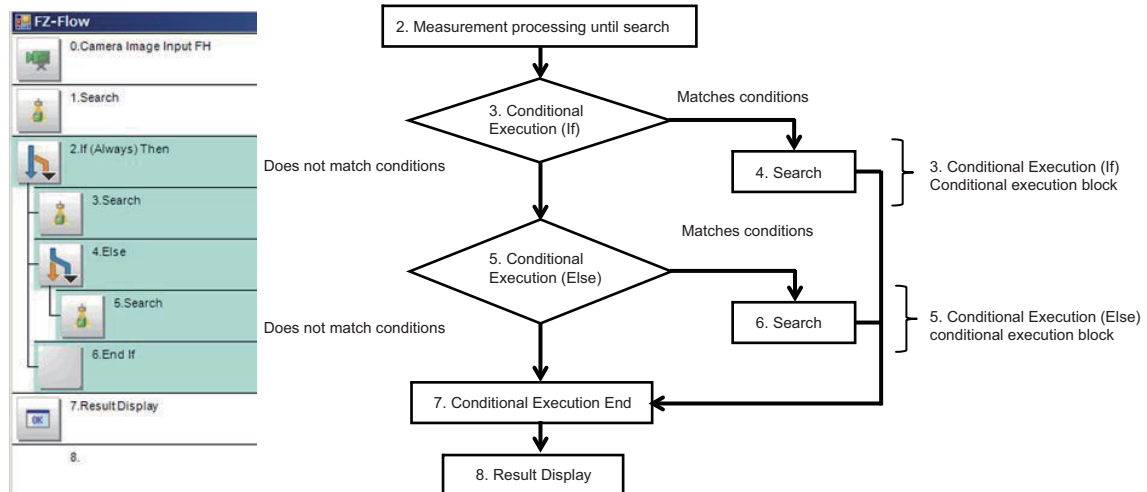 FZ-Flow
0.Camera Image Input FH
1.Search
2.If (Always) Then
3.Search
4.Else
5.Search
6.End If
7.Result Display
OK
8.
2. Measurement processing until search
3. Conditional
Execution (If)
Matches conditions
Does not match conditions
4. Search
3. Conditional Execution (If)
Conditional execution block
5. Conditional
Execution (Else)
Matches conditions
Does not match conditions
6. Search
5. Conditional Execution (Else)
conditional execution block
7. Conditional Execution End
8. Result Display